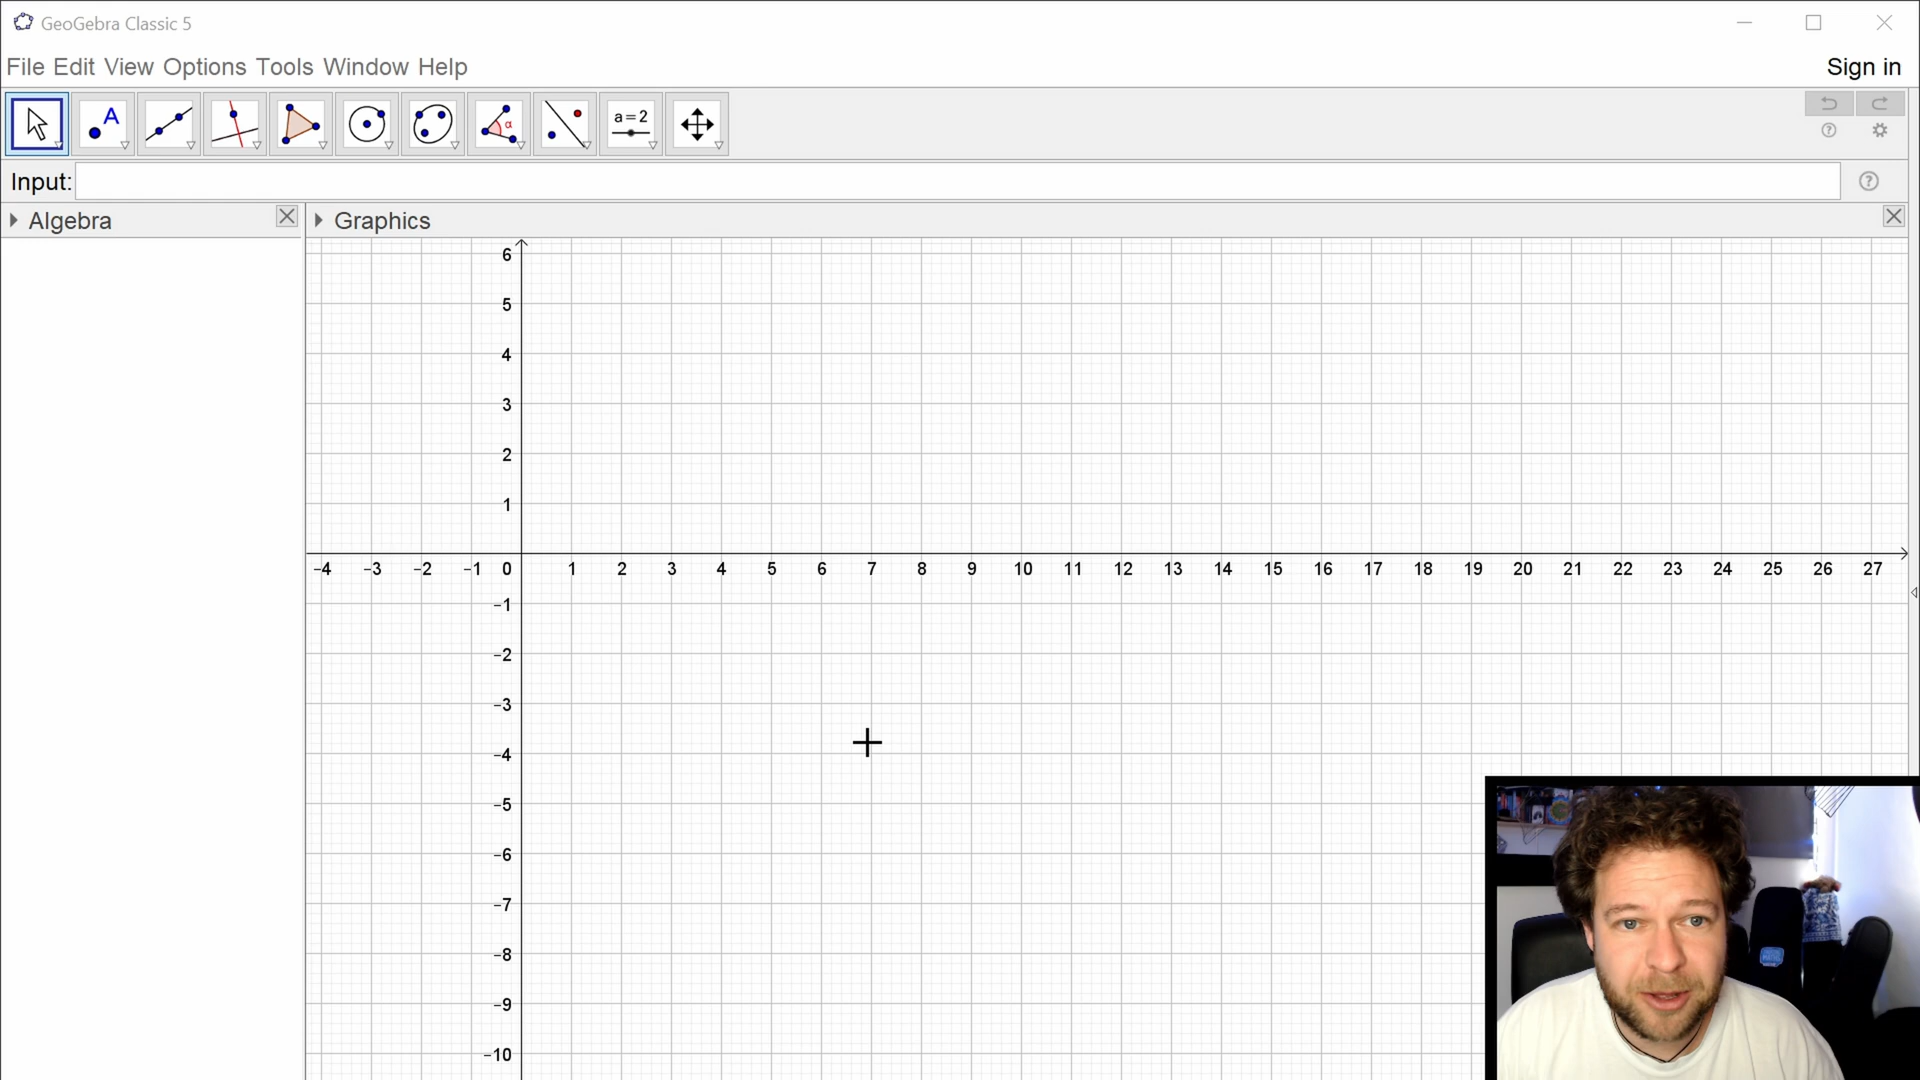 GeoGebra Classic 5
File Edit View Options Tools Window Help
Sign in
A
α
a=2
Input:
Algebra
Graphics
6
5
4
3
2
1
−4 −3 −2 −1 0 1 2 3 4 5 6 7 8 9 10 11 12 13 14 15 16 17 18 19 20 21 22 23 24 25 26 27
−1
−2
−3
−4
−5
−6
−7
−8
−9
−10